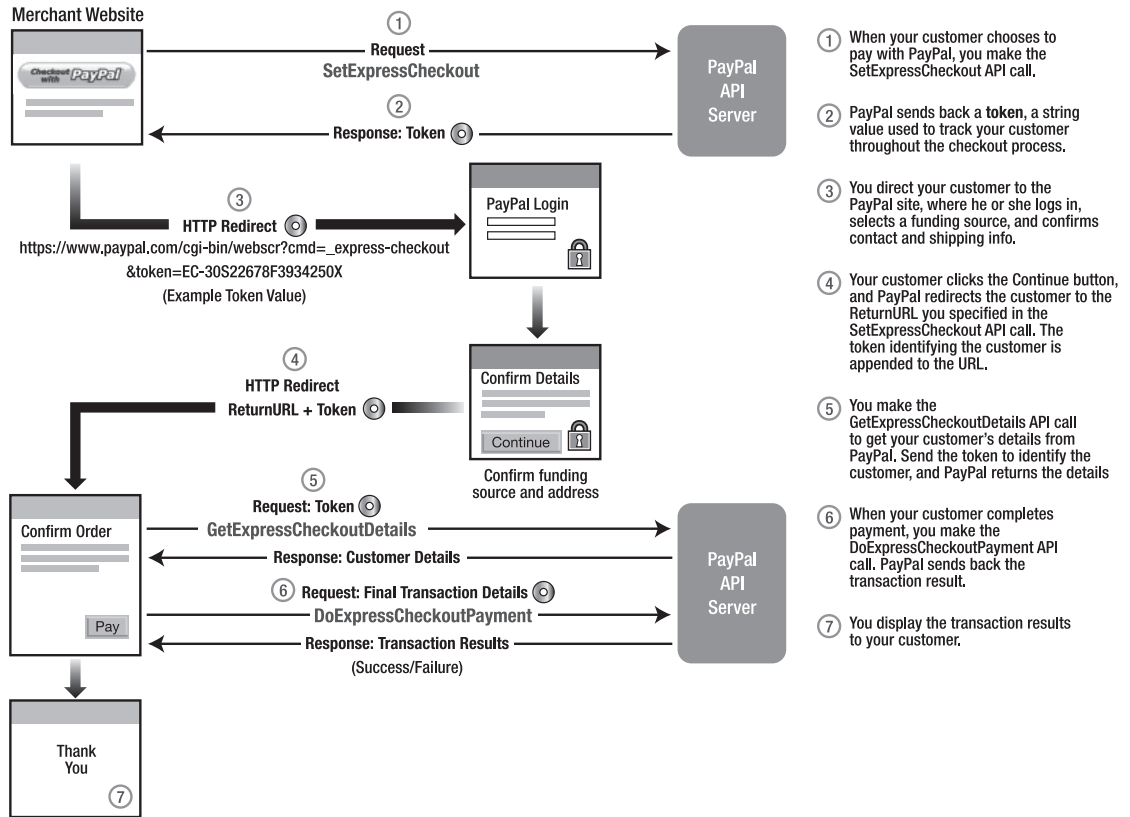 Merchant Website
Checkout
with PayPal
1
Request
SetExpressCheckout
2
Response: Token
PayPal
API
Server
3
HTTP Redirect
https://www.paypal.com/cgi-bin/webscr?cmd=_express-checkout
&token=EC-30S22678F3934250X
(Example Token Value)
PayPal Login
4
HTTP Redirect
ReturnURL + Token
Confirm Details
Continue
Confirm funding
source and address
5
Request: Token
GetExpressCheckoutDetails
Response: Customer Details
6 Request: Final Transaction Details
DoExpressCheckoutPayment
Response: Transaction Results
(Success/Failure)
Confirm Order
Pay
PayPal
API
Server
Thank
You
7
1 When your customer chooses to
pay with PayPal, you make the
SetExpressCheckout API call.
2 PayPal sends back a token, a string
value used to track your customer
throughout the checkout process.
3 You direct your customer to the
PayPal site, where he or she logs in,
selects a funding source, and confirms
contact and shipping info.
4 Your customer clicks the Continue button,
and PayPal redirects the customer to the
ReturnURL you specified in the
SetExpressCheckout API call. The
token identifying the customer is
appended to the URL.
5 You make the
GetExpressCheckoutDetails API call
to get your customer's details from
PayPal. Send the token to identify the
customer, and PayPal returns the details
6 When your customer completes
payment, you make the
DoExpressCheckoutPayment API
call. PayPal sends back the
transaction result.
7 You display the transaction results
to your customer.